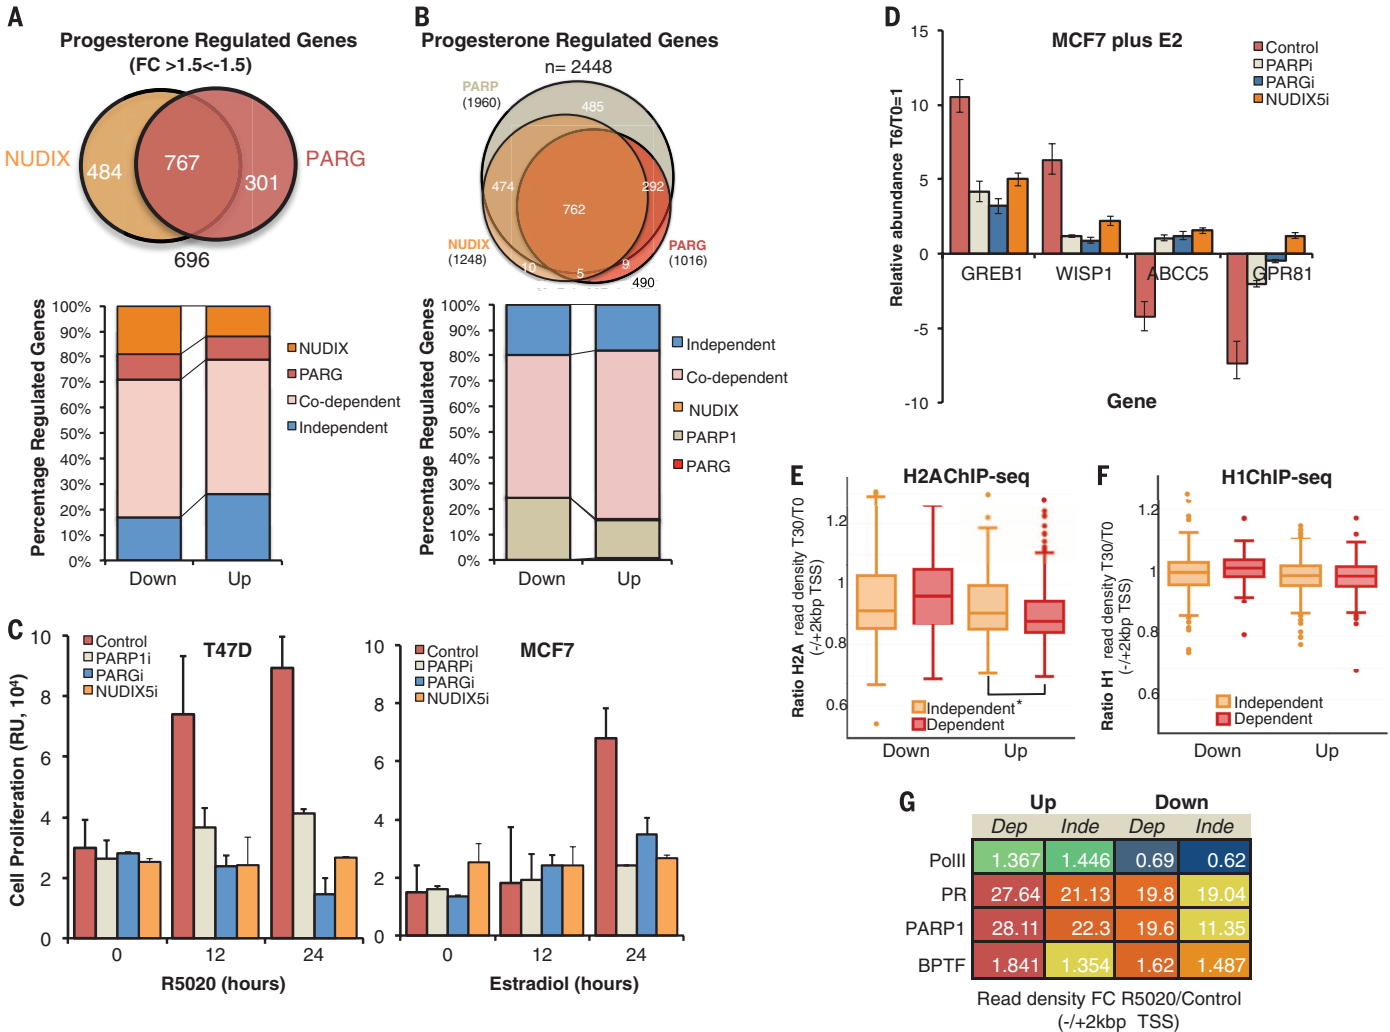 A
Progesterone Regulated Genes
(FC >1.5<-1.5)
NUDIX
484
767
301
PARG
696
Percentage Regulated Genes
100%
90%
80%
70%
60%
50%
40%
30%
20%
10%
0%
Down
Up
NUDIX
PARG
Co-dependent
Independent
B
Progesterone Regulated Genes
n= 2448
PARP
(1960)
485
474
292
762
NUDIX
(1248)
PARG
(1016)
10
5
9
490
Percentage Regulated Genes
100%
90%
80%
70%
60%
50%
40%
30%
20%
10%
0%
Down
Up
Independent
Co-dependent
NUDIX
PARP1
PARG
C
Cell Proliferation (RU, 10⁴)
10
8
6
4
2
0
Control
PARP1i
PARGi
NUDIX5i
T47D
0
12
24
R5020 (hours)
10
8
6
4
2
0
Control
PARPi
PARGi
NUDIX5i
MCF7
0
12
24
Estradiol (hours)
D
MCF7 plus E2
Relative abundance T6/T0=1
15
10
5
0
-5
-10
Control
PARPi
PARGi
NUDIX5i
GREB1
WISP1
ABCC5
GPR81
Gene
E
H2AChIP-seq
Ratio H2A read density T30/T0
(-/+2kbp TSS)
1.2
1
0.8
0.6
Independent
*
Dependent
Down
Up
F
H1ChIP-seq
Ratio H1 read density T30/T0
(-/+2kbp TSS)
1.2
1
0.8
0.6
Independent
Dependent
Down
Up
G
Up Down
Dep Inde Dep Inde
PolII 1.367 1.446 0.69 0.62
PR 27.64 21.13 19.8 19.04
PARP1 28.11 22.3 19.6 11.35
BPTF 1.841 1.354 1.62 1.487
Read density FC R5020/Control
(-/+2kbp TSS)